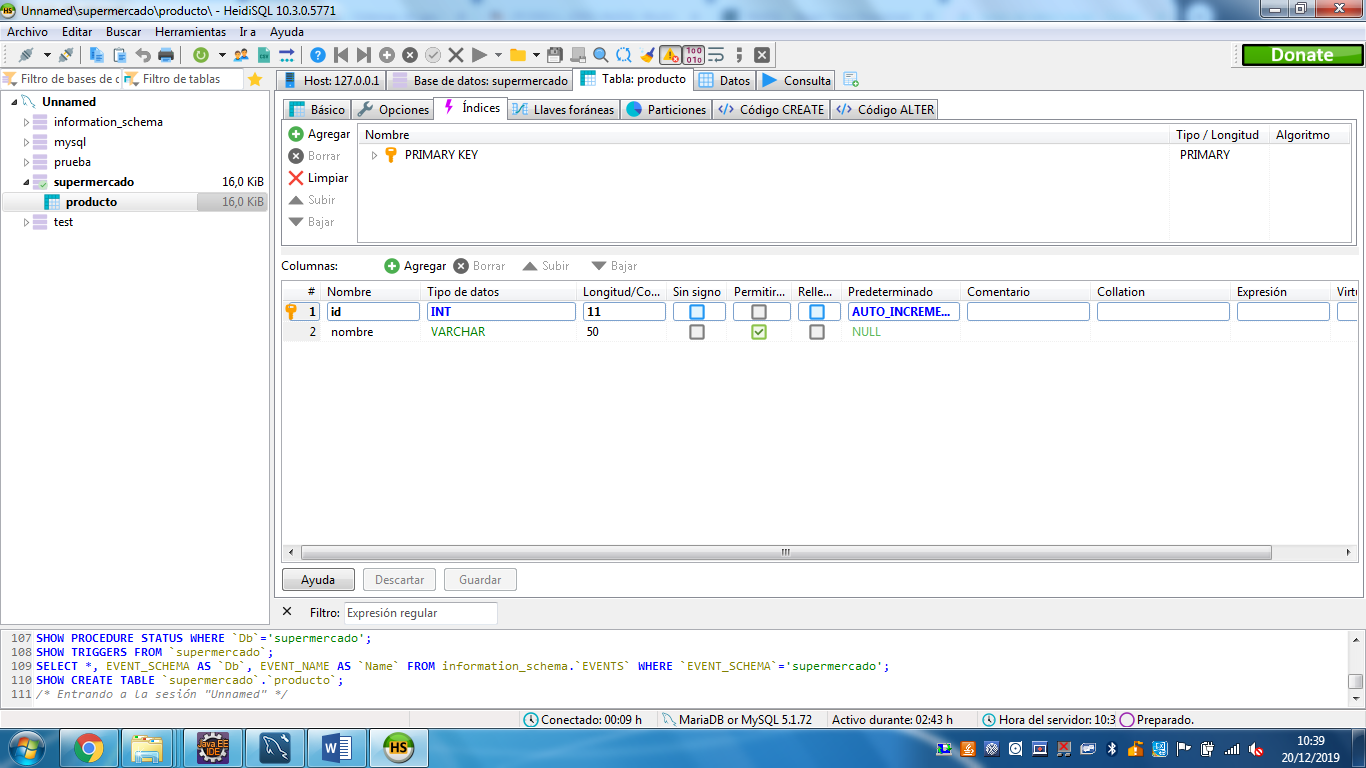 Unnamed\supermercado\producto\ - HeidiSQL 10.3.0.5771
Archivo Editar Buscar Herramientas Ir a Ayuda
Donate
Filtro de bases de d Filtro de tablas
Host: 127.0.0.1 Base de datos: supermercado Tabla: producto Datos Consulta
Unnamed
information_schema
mysql
prueba
supermercado 16,0 KiB
producto 16,0 KiB
test
Básico Opciones Índices Llaves foráneas Particiones Código CREATE Código ALTER
Agregar
Borrar
Limpiar
Subir
Bajar
Nombre Tipo / Longitud Algoritmo
PRIMARY KEY PRIMARY
Columnas: Agregar Borrar Subir Bajar
# Nombre Tipo de datos Longitud/Co... Sin signo Permitir... Relle... Predeterminado Comentario Collation Expresión Virtu
1 id INT 11 AUTO_INCREME...
2 nombre VARCHAR 50 NULL
Ayuda Descartar Guardar
Filtro: Expresión regular
107 SHOW PROCEDURE STATUS WHERE `Db`='supermercado';
108 SHOW TRIGGERS FROM `supermercado`;
109 SELECT *, EVENT_SCHEMA AS `Db`, EVENT_NAME AS `Name` FROM information_schema.`EVENTS` WHERE `EVENT_SCHEMA`='supermercado';
110 SHOW CREATE TABLE `supermercado`.`producto`;
111 /* Entrando a la sesión "Unnamed" */
Conectado: 00:09 h MariaDB or MySQL 5.1.72 Activo durante: 02:43 h Hora del servidor: 10:3 Preparado.
Java EE
IDE
W
HS
10:39
20/12/2019